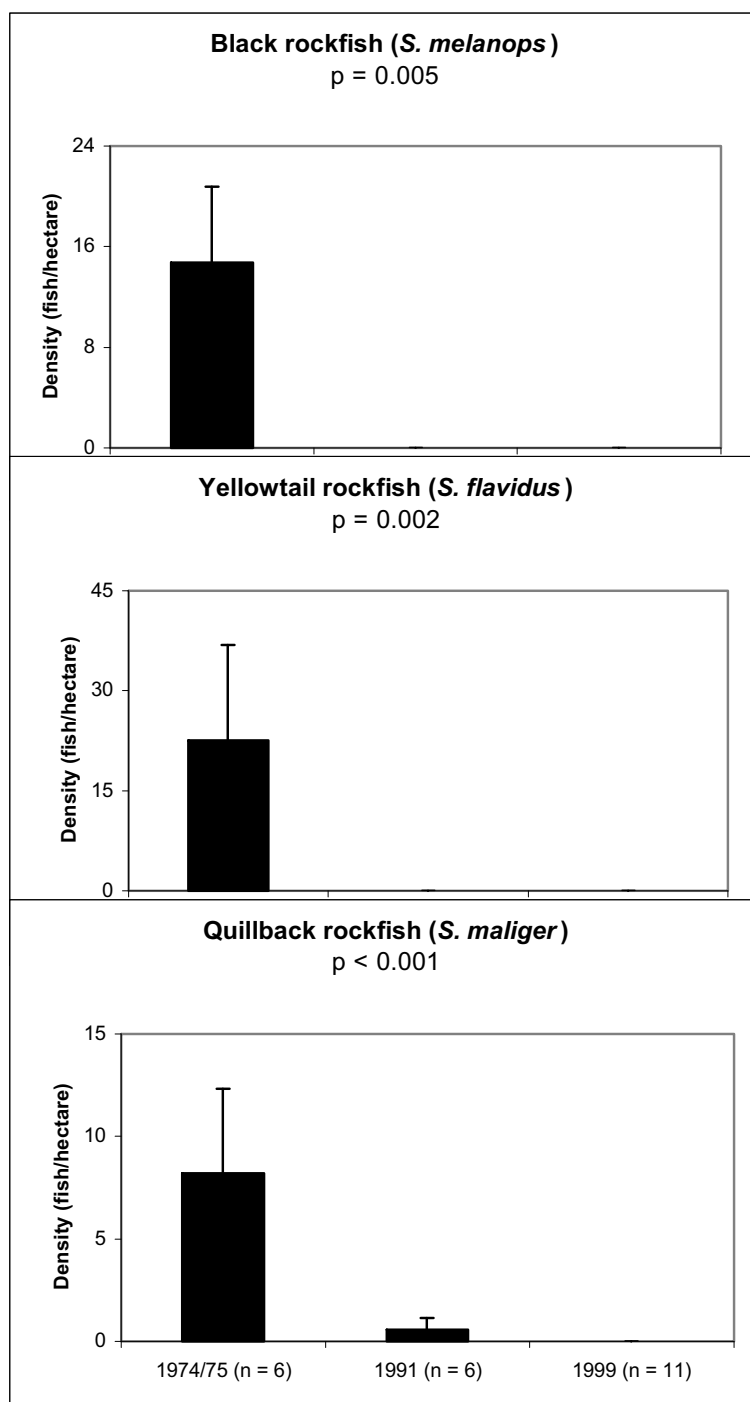 Black rockfish (S. melanops)
p = 0.005
24
16
8
0
Density (fish/hectare)
Yellowtail rockfish (S. flavidus)
p = 0.002
45
30
15
0
Density (fish/hectare)
Quillback rockfish (S. maliger)
p < 0.001
15
10
5
0
Density (fish/hectare)
1974/75 (n = 6) 1991 (n = 6) 1999 (n = 11)